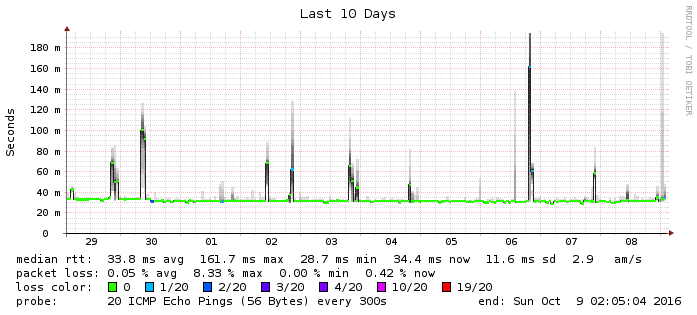 Last 10 Days
RRDTOOL / TOBI OETIKER
Seconds
180 m
160 m
140 m
120 m
100 m
80 m
60 m
40 m
20 m
0
29 30 01 02 03 04 05 06 07 08
median rtt: 33.8 ms avg 161.7 ms max 28.7 ms min 34.4 ms now 11.6 ms sd 2.9 am/s
packet loss: 0.05 % avg 8.33 % max 0.00 % min 0.42 % now
loss color: 0 1/20 2/20 3/20 4/20 10/20 19/20
probe: 20 ICMP Echo Pings (56 Bytes) every 300s end: Sun Oct 9 02:05:04 2016